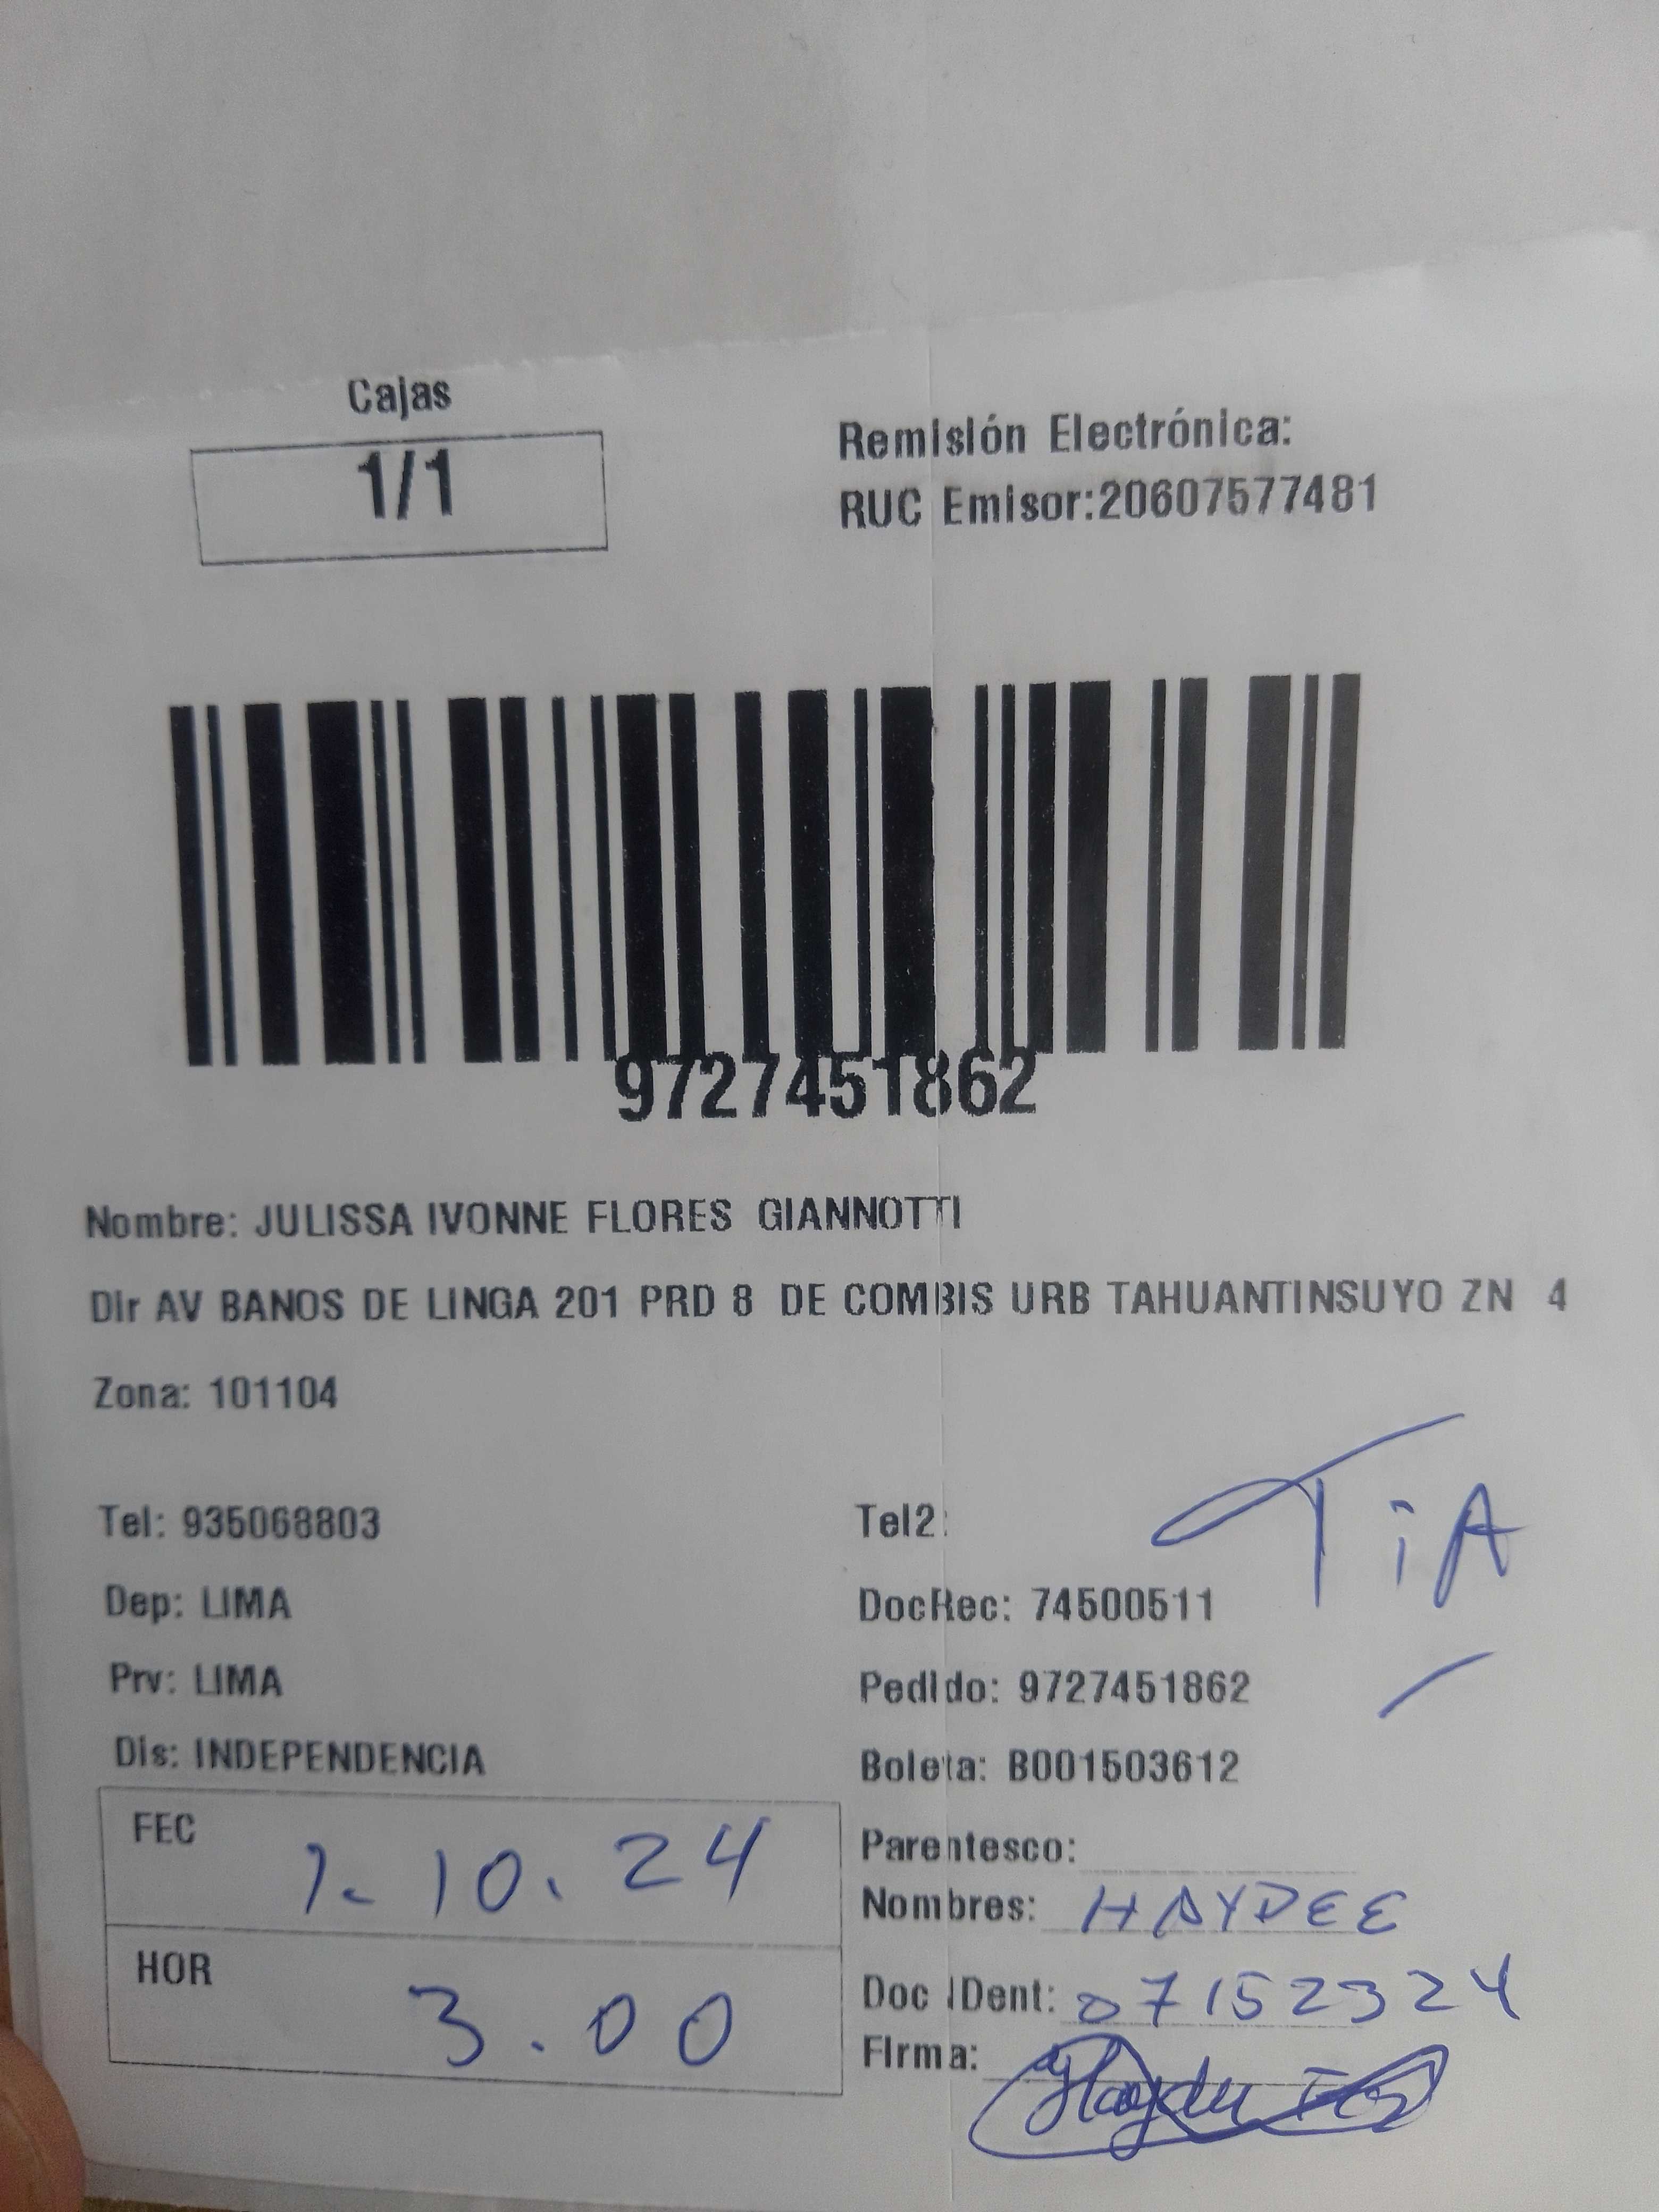 Cajas
1/1
Remisión Electrónica:
RUC Emisor:20607577481
9727451862
Nombre: JULISSA IVONNE FLORES GIANNOTTI
Dir AV BANOS DE LINGA 201 PRD 8 DE COMBIS URB TAHUANTINSUYO ZN 4
Zona: 101104
Tel: 935068803
Tel2:
TiA
Dep: LIMA
DocRec: 74500511
Prv: LIMA
Pedido: 9727451862
Dis: INDEPENDENCIA
Boleta: B001503612
FEC 1-10.24
Parentesco:
Nombres: HAYDEE
HOR 3.00
Doc IDent: 07152324
Firma: